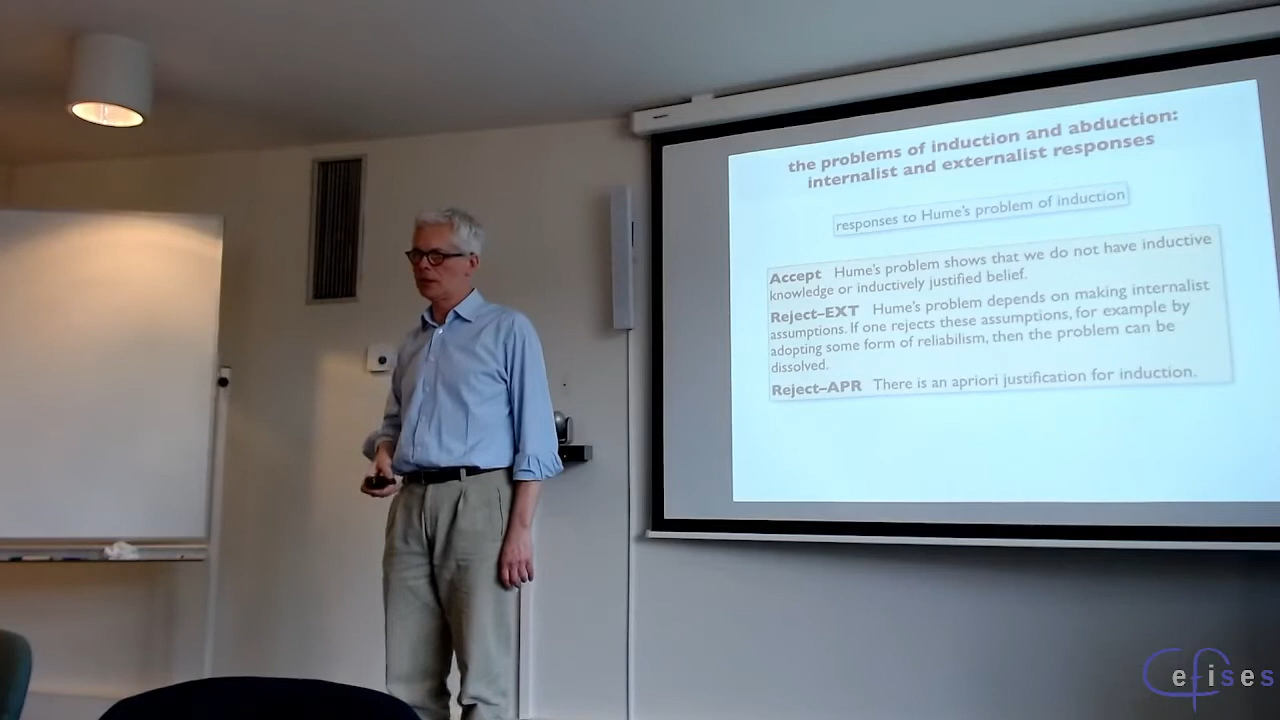 the problems of induction and abduction:
internalist and externalist responses
responses to Hume's problem of induction
Accept Hume's problem shows that we do not have inductive
knowledge or inductively justified belief.
Reject–EXT Hume's problem depends on making internalist
assumptions. If one rejects these assumptions, for example by
adopting some form of reliabilism, then the problem can be
dissolved.
Reject–APR There is an apriori justification for induction.
Cefises